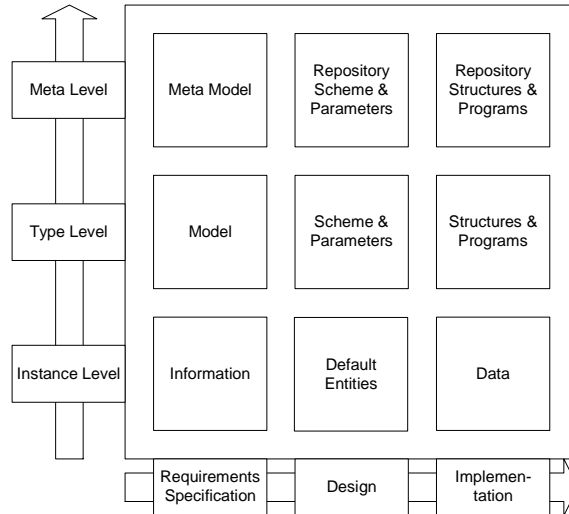 Meta Level
Meta Model
Repository
Scheme &
Parameters
Repository
Structures &
Programs
Type Level
Model
Scheme &
Parameters
Structures &
Programs
Instance Level
Information
Default
Entities
Data
Requirements
Specification
Design
Implemen-
tation